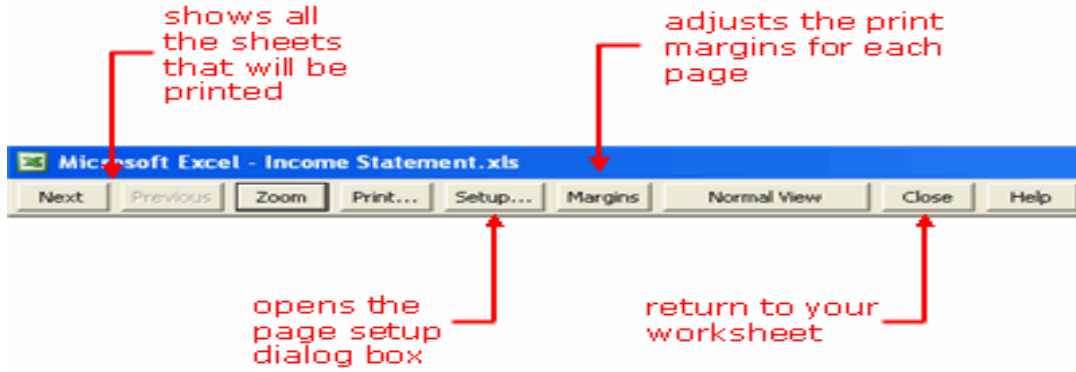 shows all
the sheets
that will be
printed
adjusts the print
margins for each
page
Microsoft Excel - Income Statement.xls
Next Previous Zoom Print... Setup... Margins Normal View Close Help
opens the
page setup
dialog box
return to your
worksheet